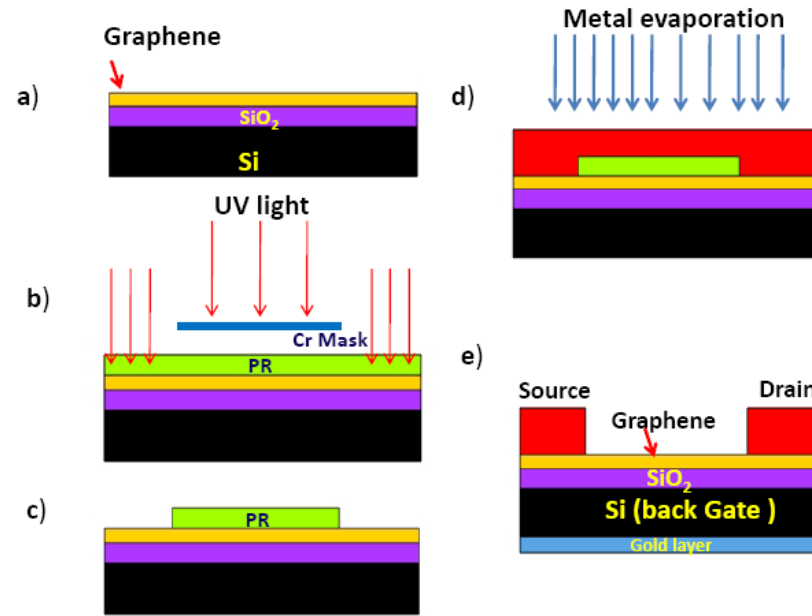 Graphene
a)
SiO2
Si
UV light
b)
Cr Mask
PR
c)
PR
Metal evaporation
d)
e)
Source
Drain
Graphene
SiO2
Si (back Gate )
Gold layer